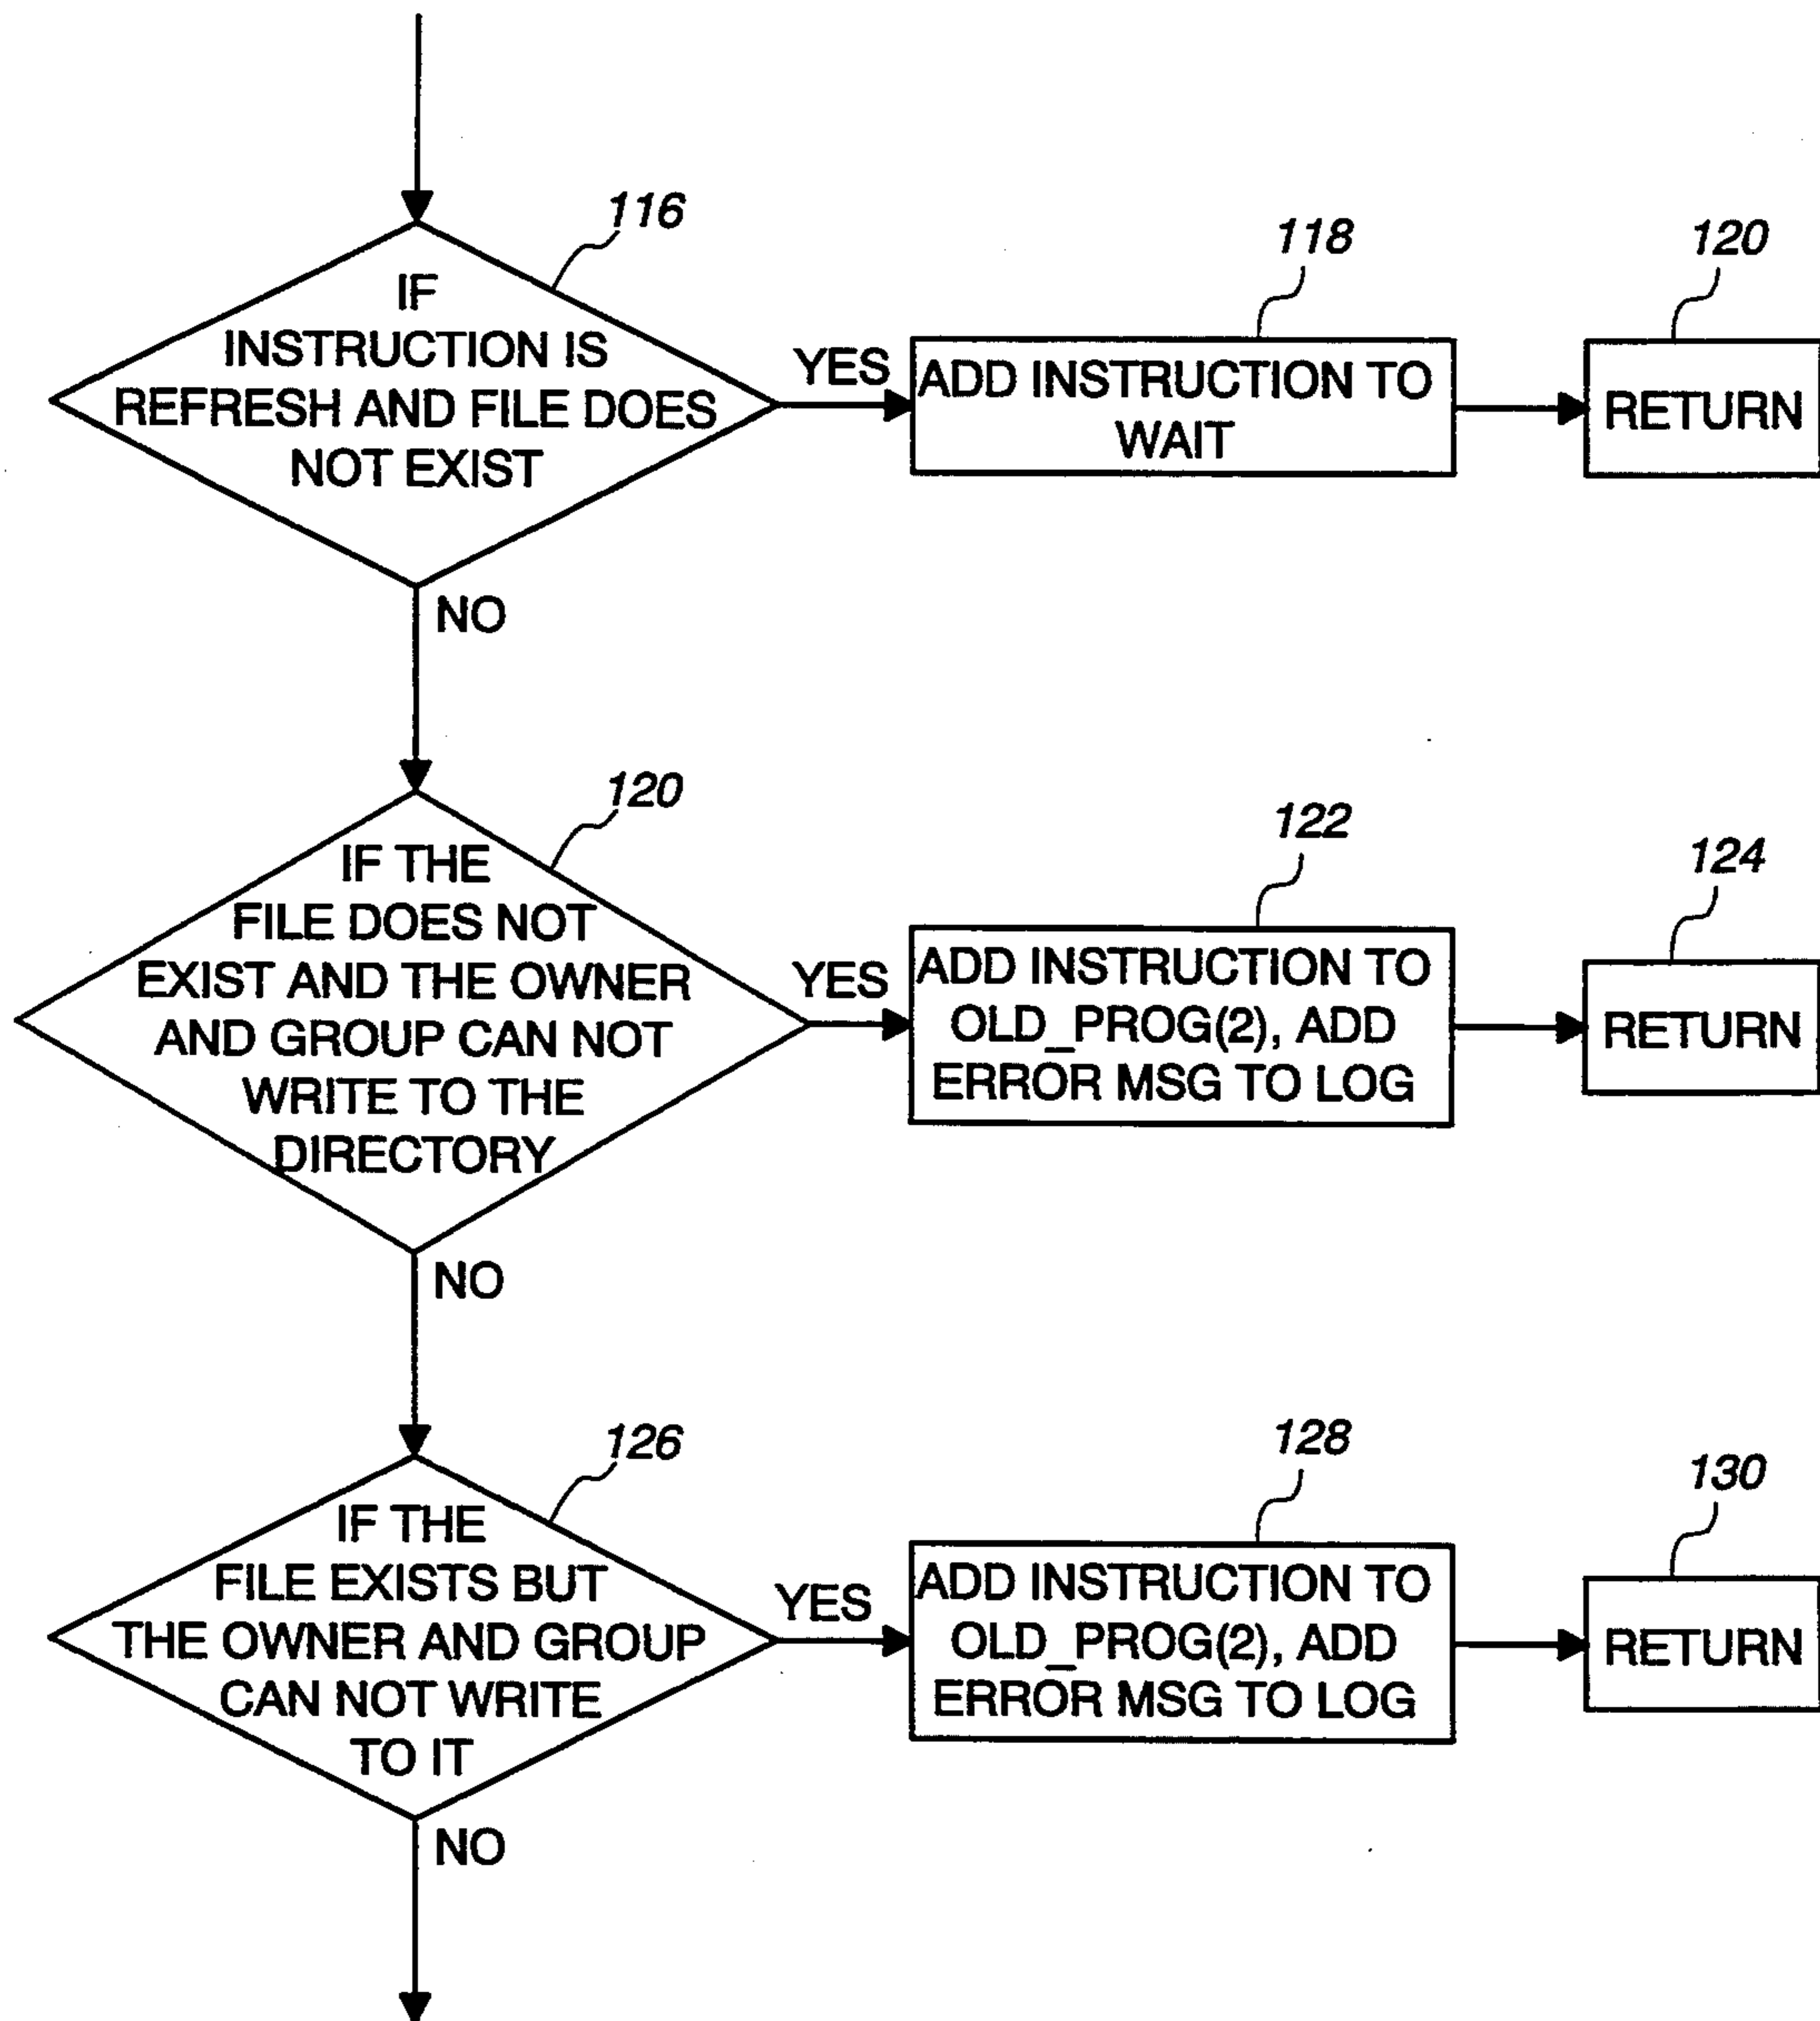 116
IF
INSTRUCTION IS
REFRESH AND FILE DOES
NOT EXIST
YES
118
ADD INSTRUCTION TO
WAIT
120
RETURN
NO
120
IF THE
FILE DOES NOT
EXIST AND THE OWNER
AND GROUP CAN NOT
WRITE TO THE
DIRECTORY
YES
122
ADD INSTRUCTION TO
OLD_PROG(2), ADD
ERROR MSG TO LOG
124
RETURN
NO
126
IF THE
FILE EXISTS BUT
THE OWNER AND GROUP
CAN NOT WRITE
TO IT
YES
128
ADD INSTRUCTION TO
OLD_PROG(2), ADD
ERROR MSG TO LOG
130
RETURN
NO